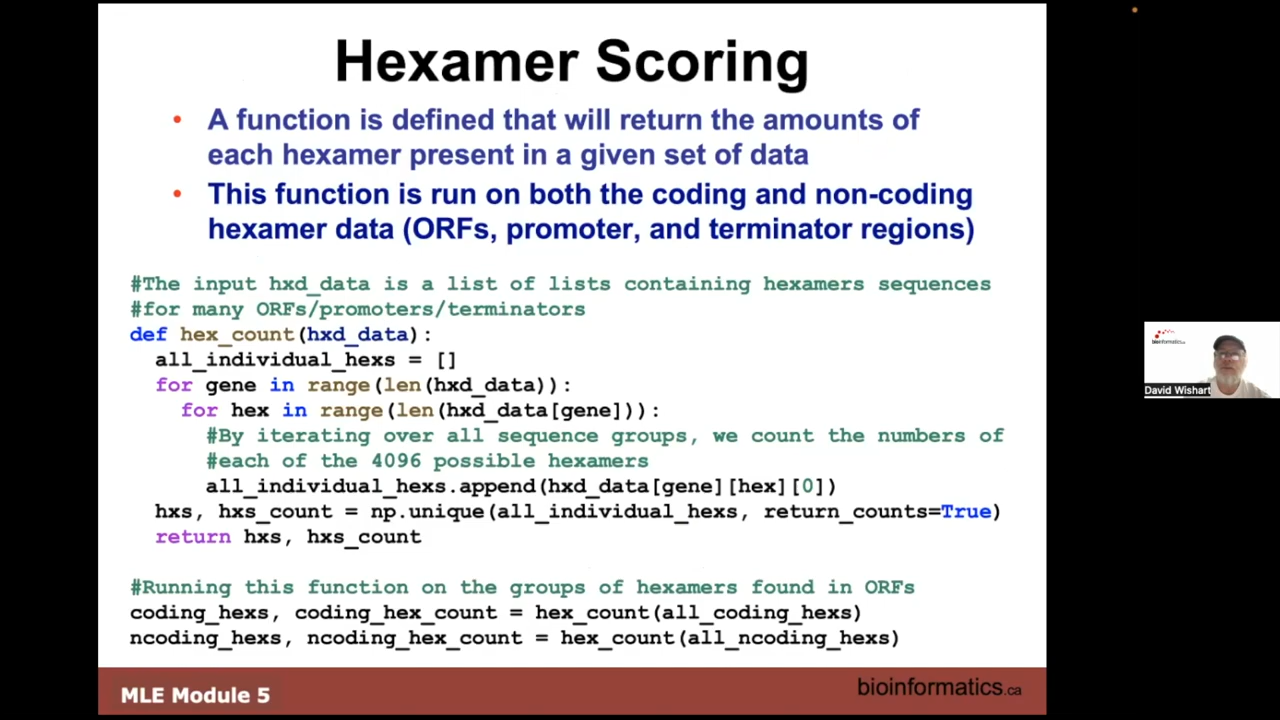 Hexamer Scoring
• A function is defined that will return the amounts of
each hexamer present in a given set of data
• This function is run on both the coding and non-coding
hexamer data (ORFs, promoter, and terminator regions)
#The input hxd_data is a list of lists containing hexamers sequences
#for many ORFs/promoters/terminators
def hex_count(hxd_data):
  all_individual_hexs = []
  for gene in range(len(hxd_data)):
    for hex in range(len(hxd_data[gene])):
      #By iterating over all sequence groups, we count the numbers of
      #each of the 4096 possible hexamers
      all_individual_hexs.append(hxd_data[gene][hex][0])
  hxs, hxs_count = np.unique(all_individual_hexs, return_counts=True)
  return hxs, hxs_count
#Running this function on the groups of hexamers found in ORFs
coding_hexs, coding_hex_count = hex_count(all_coding_hexs)
ncoding_hexs, ncoding_hex_count = hex_count(all_ncoding_hexs)
MLE Module 5
bioinformatics.ca
bioinformatics.ca
David Wishart